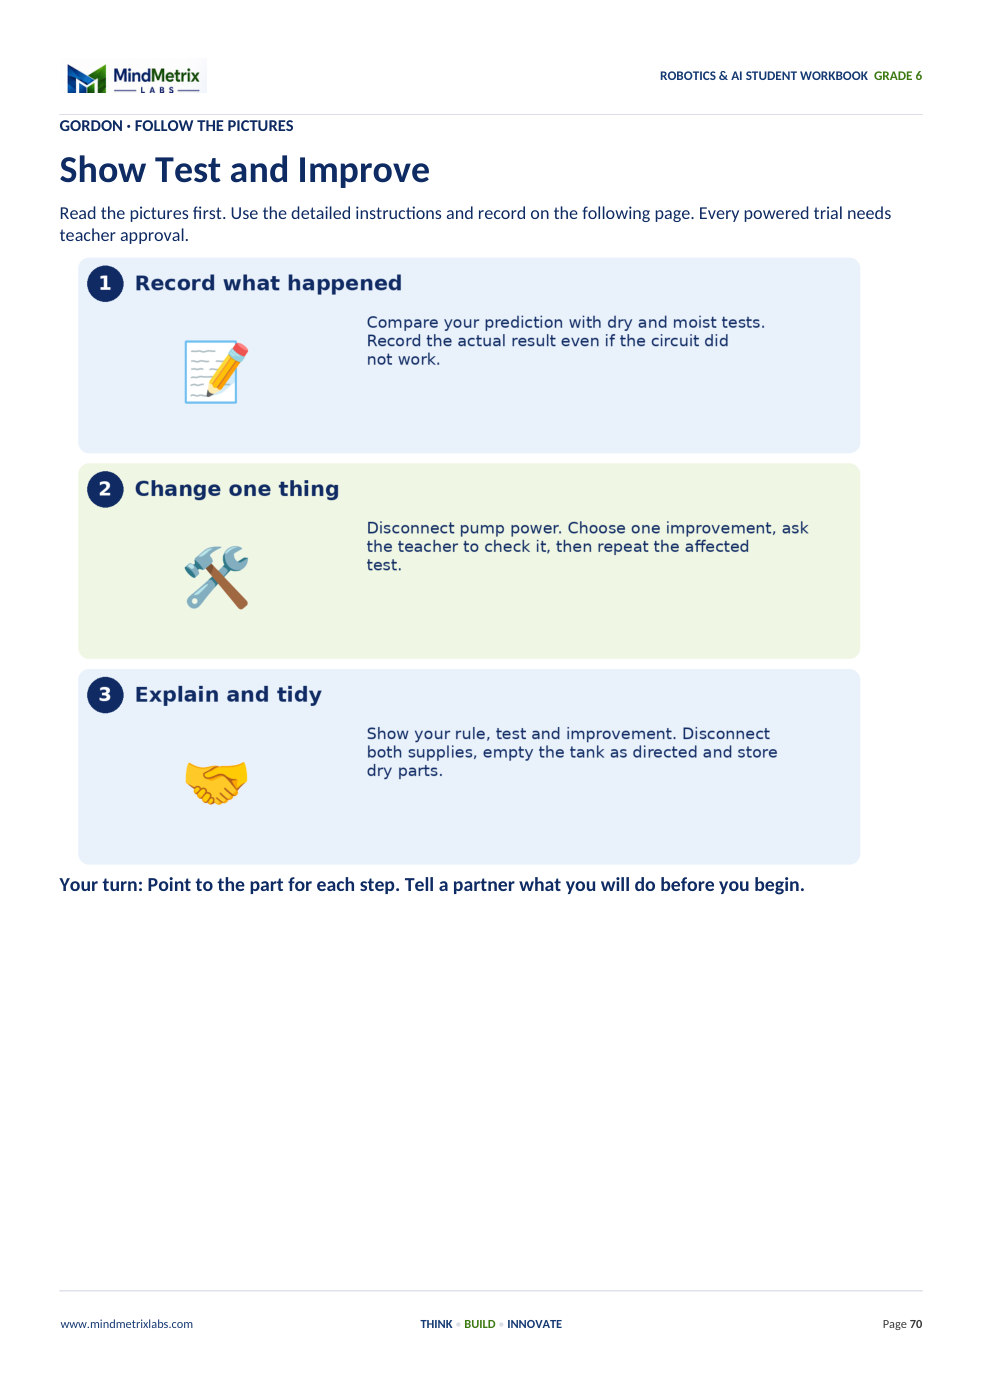 MindMetrix
LABS
ROBOTICS & AI STUDENT WORKBOOK GRADE 6
GORDON · FOLLOW THE PICTURES
Show Test and Improve
Read the pictures first. Use the detailed instructions and record on the following page. Every powered trial needs
teacher approval.
1 Record what happened
Compare your prediction with dry and moist tests.
Record the actual result even if the circuit did
not work.
2 Change one thing
Disconnect pump power. Choose one improvement, ask
the teacher to check it, then repeat the affected
test.
3 Explain and tidy
Show your rule, test and improvement. Disconnect
both supplies, empty the tank as directed and store
dry parts.
Your turn: Point to the part for each step. Tell a partner what you will do before you begin.
www.mindmetrixlabs.com
THINK • BUILD • INNOVATE
Page 70